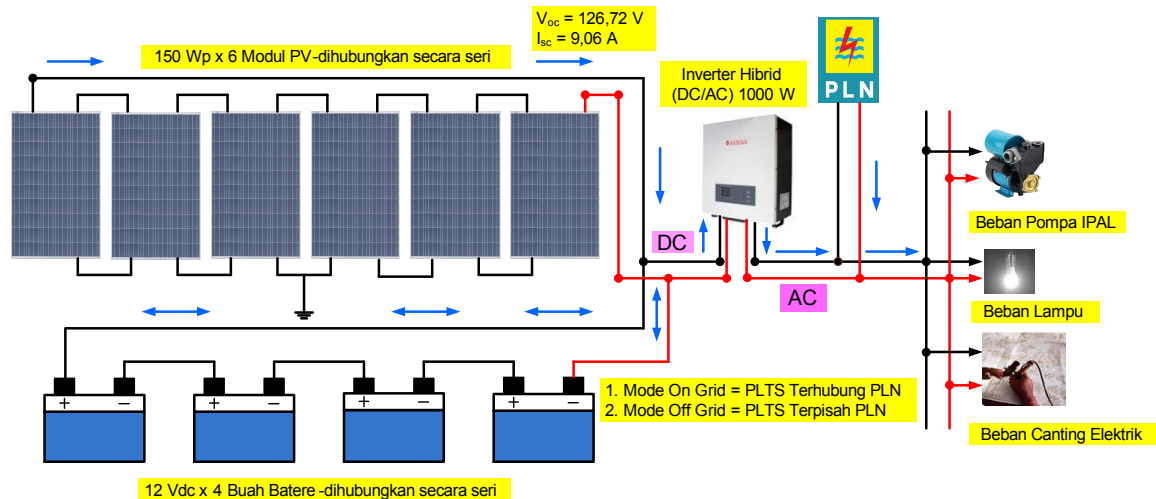 V_oc = 126,72 V
I_sc = 9,06 A
150 Wp x 6 Modul PV-dihubungkan secara seri
Inverter Hibrid
(DC/AC) 1000 W
PLN
Beban Pompa IPAL
DC
AC
Beban Lampu
+ − + − + − + −
1. Mode On Grid = PLTS Terhubung PLN
2. Mode Off Grid = PLTS Terpisah PLN
Beban Canting Elektrik
12 Vdc x 4 Buah Batere -dihubungkan secara seri